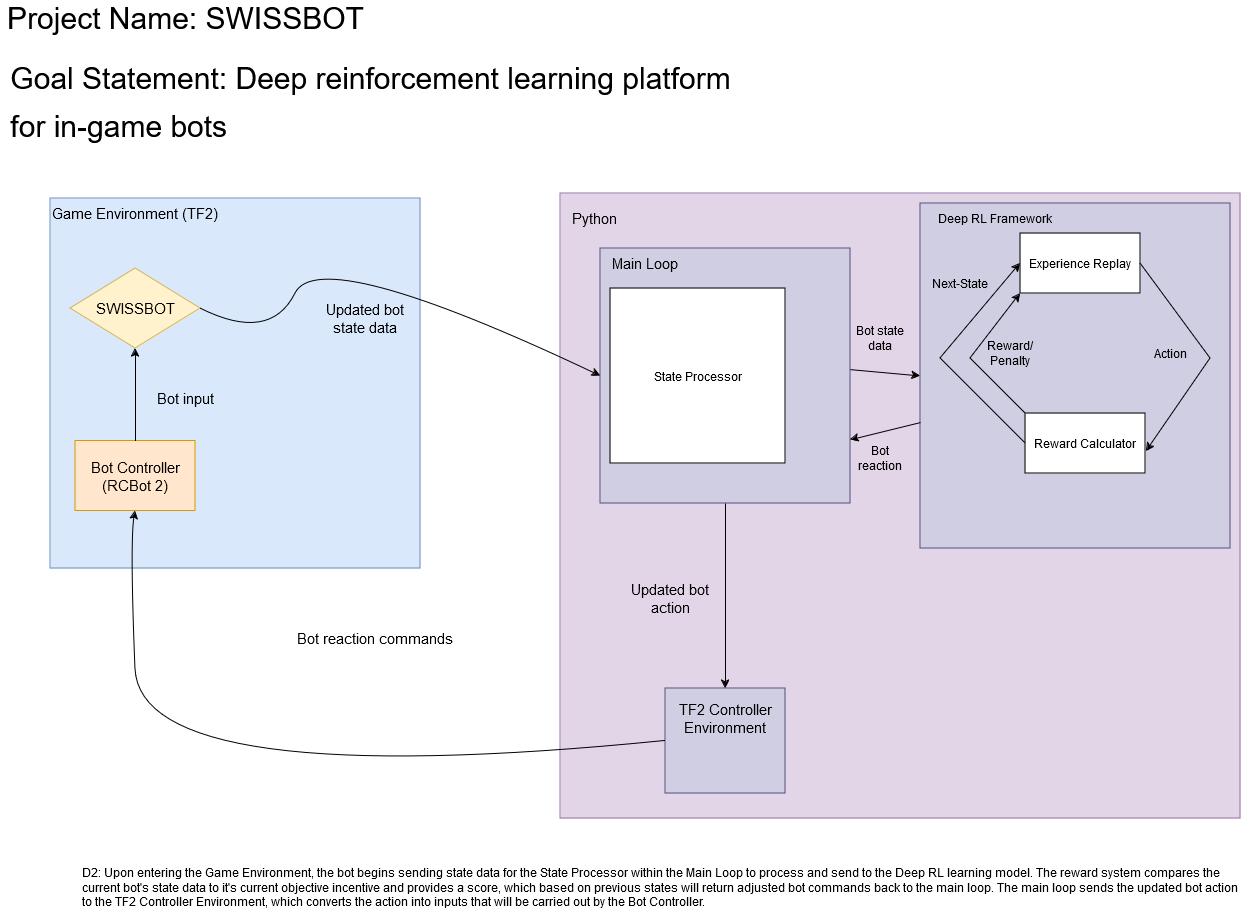 Project Name: SWISSBOT
Goal Statement: Deep reinforcement learning platform
for in-game bots
Game Environment (TF2)
SWISSBOT
Updated bot
state data
Bot input
Bot Controller
(RCBot 2)
Bot reaction commands
Python
Main Loop
State Processor
Bot state
data
Bot
reaction
Deep RL Framework
Experience Replay
Next-State
Reward/
Penalty
Action
Reward Calculator
Updated bot
action
TF2 Controller
Environment
D2: Upon entering the Game Environment, the bot begins sending state data for the State Processor within the Main Loop to process and send to the Deep RL learning model. The reward system compares the
current bot's state data to it's current objective incentive and provides a score, which based on previous states will return adjusted bot commands back to the main loop. The main loop sends the updated bot action
to the TF2 Controller Environment, which converts the action into inputs that will be carried out by the Bot Controller.